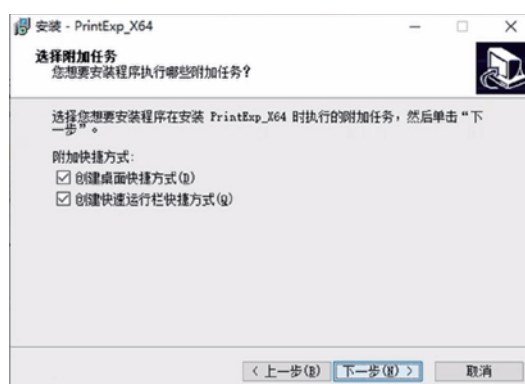 安装 - PrintExp_X64
选择附加任务
您想要安装程序执行哪些附加任务?
选择您想要安装程序在安装 PrintExp_X64 时执行的附加任务,然后单击“下
一步”。
附加快捷方式:
创建桌面快捷方式(D)
创建快速运行栏快捷方式(Q)
< 上一步(B) 下一步(N) > 取消